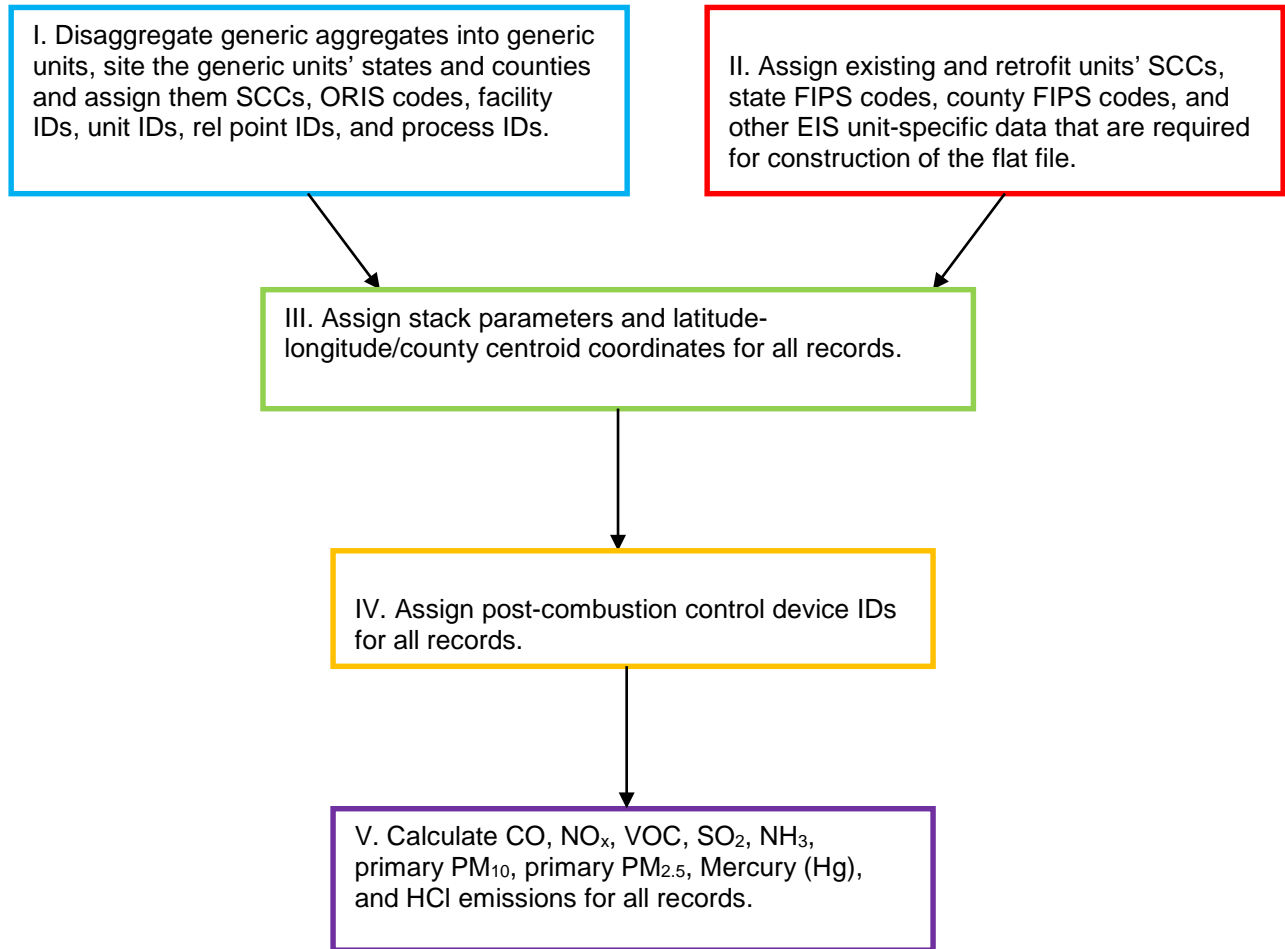 I. Disaggregate generic aggregates into generic
units, site the generic units’ states and counties
and assign them SCCs, ORIS codes, facility
IDs, unit IDs, rel point IDs, and process IDs.
II. Assign existing and retrofit units’ SCCs,
state FIPS codes, county FIPS codes, and
other EIS unit-specific data that are required
for construction of the flat file.
III. Assign stack parameters and latitude-
longitude/county centroid coordinates for all records.
IV. Assign post-combustion control device IDs
for all records.
V. Calculate CO, NOₓ, VOC, SO₂, NH₃,
primary PM₁₀, primary PM₂.₅, Mercury (Hg),
and HCl emissions for all records.